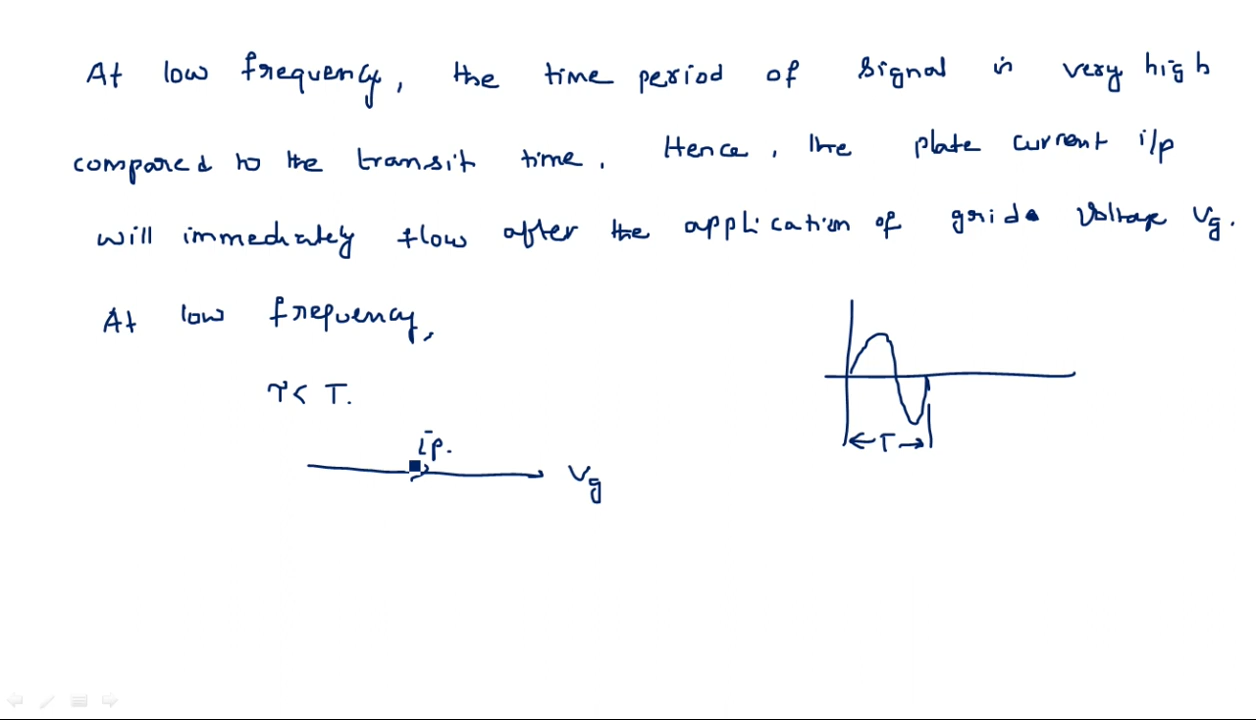 At low frequency, the time period of signal is very high
compared to the transit time. Hence, the plate current i/p
will immediately flow after the application of grid voltage Vg.
At low frequency,
τ < T.
ip.
Vg
T